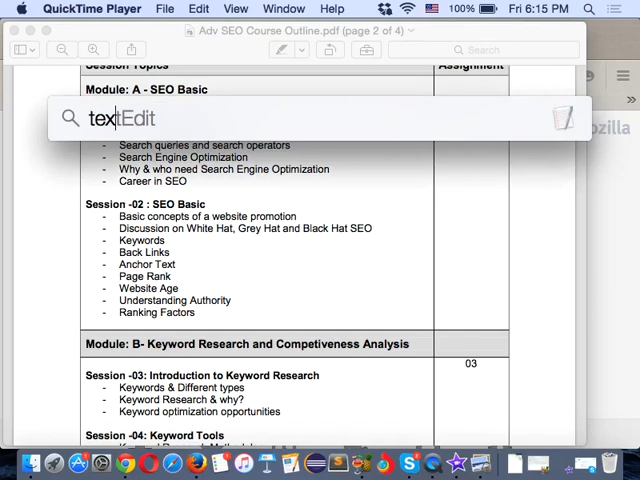 QuickTime Player File Edit View Window Help 100% Fri 6:15 PM
Adv SEO Course Outline.pdf (page 2 of 4)
Search
Session Topics Assignment
Module: A - SEO Basic
textEdit
ozilla
- Search queries and search operators
- Search Engine Optimization
- Why & who need Search Engine Optimization
- Career in SEO
Session -02 : SEO Basic
- Basic concepts of a website promotion
- Discussion on White Hat, Grey Hat and Black Hat SEO
- Keywords
- Back Links
- Anchor Text
- Page Rank
- Website Age
- Understanding Authority
- Ranking Factors
Module: B- Keyword Research and Competiveness Analysis
03
Session -03: Introduction to Keyword Research
- Keywords & Different types
- Keyword Research & why?
- Keyword optimization opportunities
Session -04: Keyword Tools